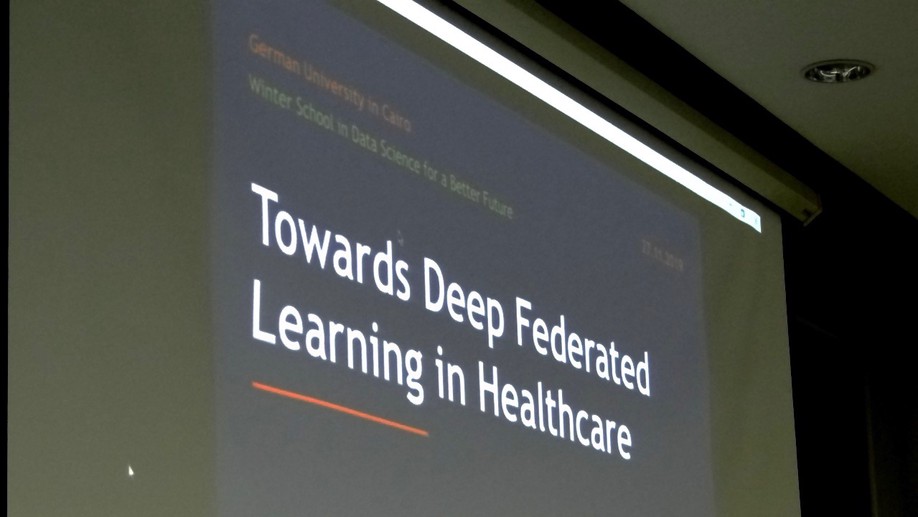 German University in Cairo
Winter School in Data Science for a Better Future
27.11.2019
Towards Deep Federated
Learning in Healthcare